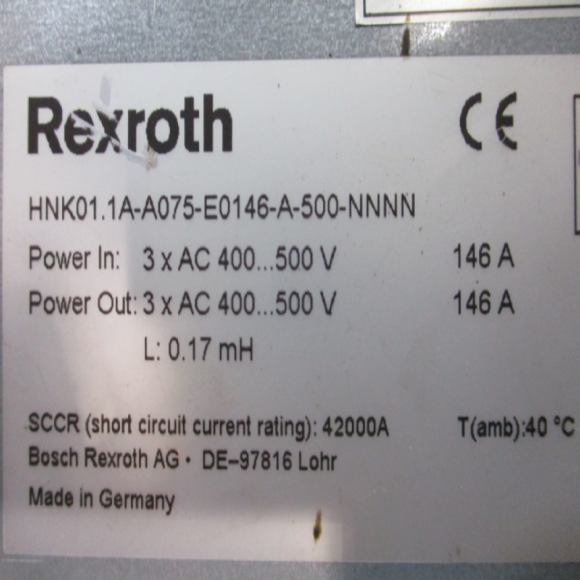 Rexroth CE
HNK01.1A-A075-E0146-A-500-NNNN
Power In: 3 x AC 400...500 V 146 A
Power Out: 3 x AC 400...500 V 146 A
L: 0.17 mH
SCCR (short circuit current rating): 42000A T(amb):40 °C
Bosch Rexroth AG • DE–97816 Lohr
Made in Germany